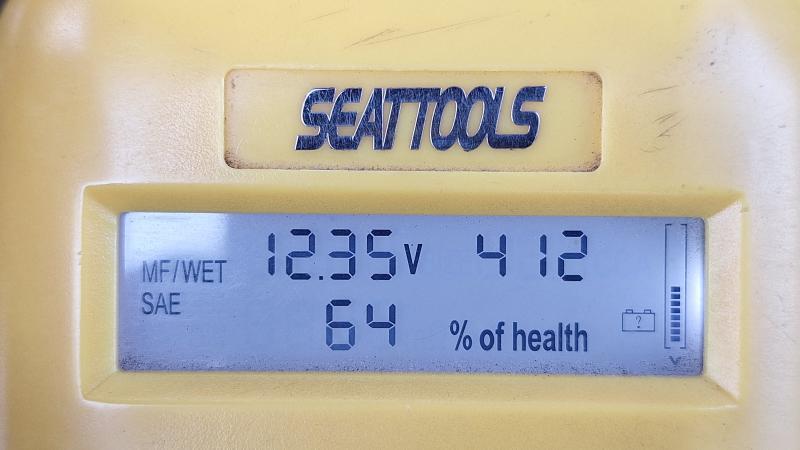 SEATTOOLS
MF/WET 12.35V 412
SAE 64 % of health
?